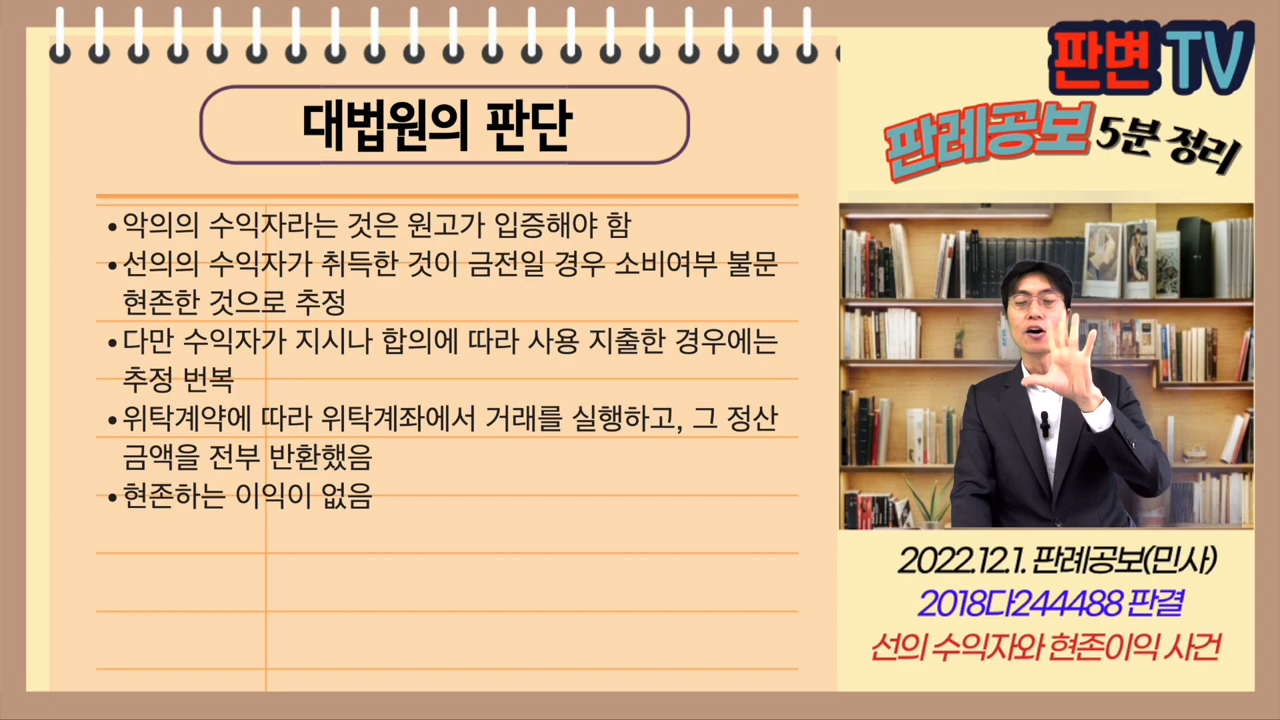 판변 TV
판례공보 5분 정리
대법원의 판단
•악의의 수익자라는 것은 원고가 입증해야 함
•선의의 수익자가 취득한 것이 금전일 경우 소비여부 불문
현존한 것으로 추정
•다만 수익자가 지시나 합의에 따라 사용 지출한 경우에는
추정 번복
•위탁계약에 따라 위탁계좌에서 거래를 실행하고, 그 정산
금액을 전부 반환했음
•현존하는 이익이 없음
2022.12.1. 판례공보(민사)
2018다244488 판결
선의 수익자와 현존이익 사건